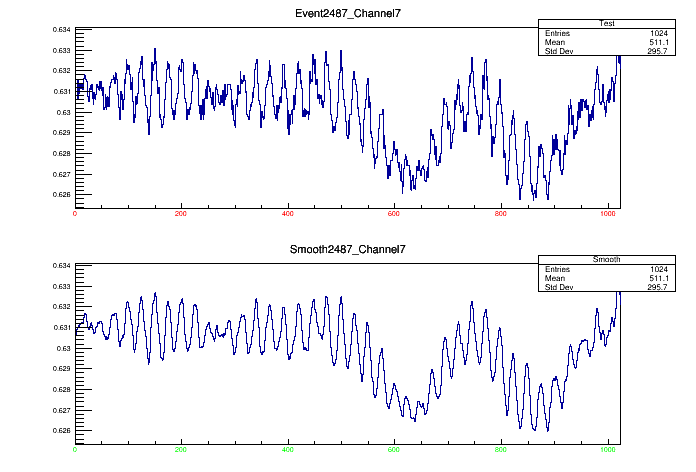 Event2487_Channel7
Test
Entries 1024
Mean 511.1
Std Dev 295.7
0.634
0.633
0.632
0.631
0.63
0.629
0.628
0.627
0.626
0 200 400 600 800 1000
Smooth2487_Channel7
Smooth
Entries 1024
Mean 511.1
Std Dev 295.7
0.634
0.633
0.632
0.631
0.63
0.629
0.628
0.627
0.626
0 200 400 600 800 1000